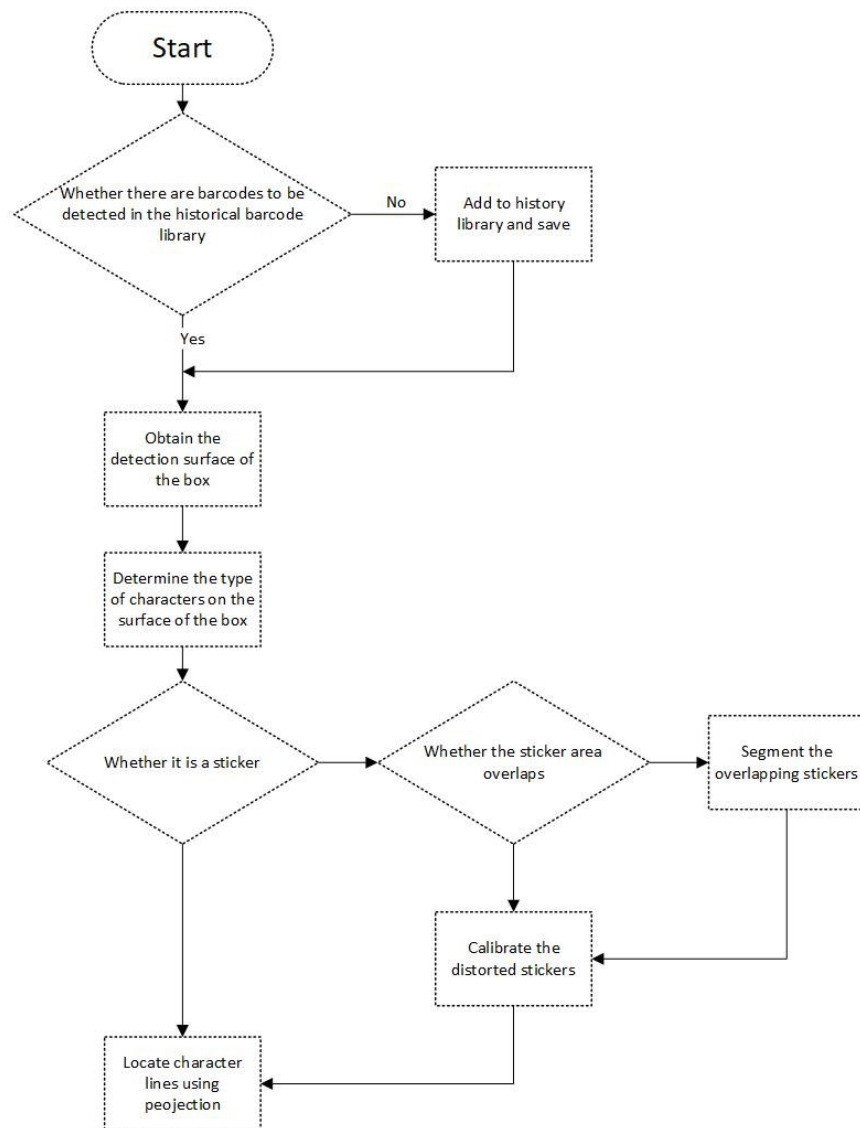 Start
Whether there are barcodes to be
detected in the historical barcode
library
No
Add to history
library and save
Yes
Obtain the
detection surface of
the box
Determine the type
of characters on the
surface of the box
Whether it is a sticker
Whether the sticker area
overlaps
Segment the
overlapping stickers
Calibrate the
distorted stickers
Locate character
lines using
peojection